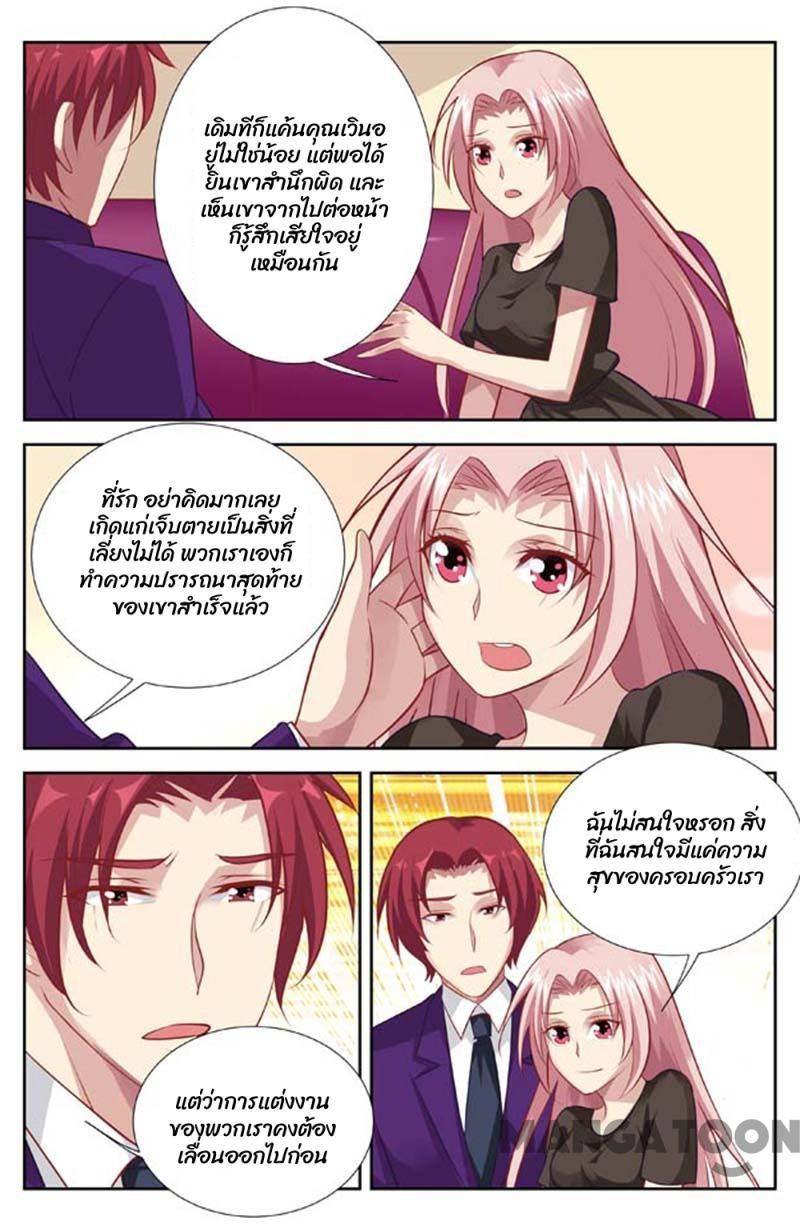 เดิมทีก็แค้นคุณเวินอ
ยู่ไม่ใช่น้อย แต่พอได้
ยินเขาสำนึกผิด และ
เห็นเขาจากไปต่อหน้า
ก็รู้สึกเสียใจอยู่
เหมือนกัน
ที่รัก อย่าคิดมากเลย
เกิดแก่เจ็บตายเป็นสิ่งที่
เลี่ยงไม่ได้ พวกเราเองก็
ทำความปรารถนาสุดท้าย
ของเขาสำเร็จแล้ว
แต่ว่าการแต่งงาน
ของพวกเราคงต้อง
เลื่อนออกไปก่อน
ฉันไม่สนใจหรอก สิ่ง
ที่ฉันสนใจมีแค่ความ
สุขของครอบครัวเรา
MANGATOON